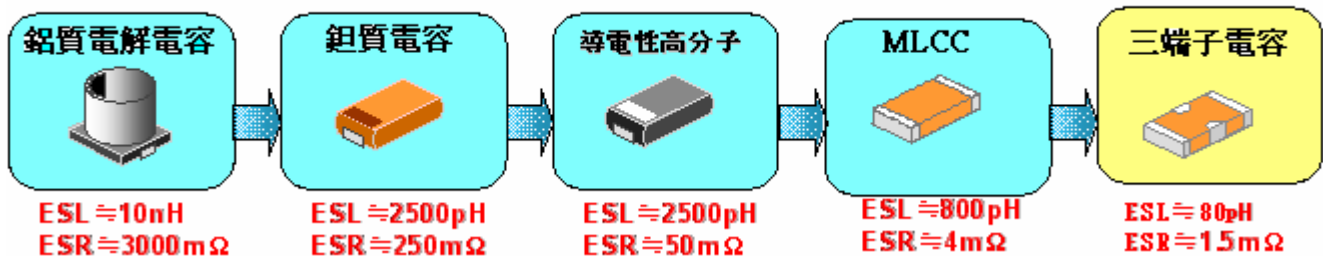 鋁質電解電容
鉭質電容
導電性高分子
MLCC
三端子電容
ESL≒10nH
ESR≒3000mΩ
ESL≒2500pH
ESR≒250mΩ
ESL≒2500pH
ESR≒50mΩ
ESL≒800pH
ESR≒4mΩ
ESL≒80pH
ESR≒1.5mΩ